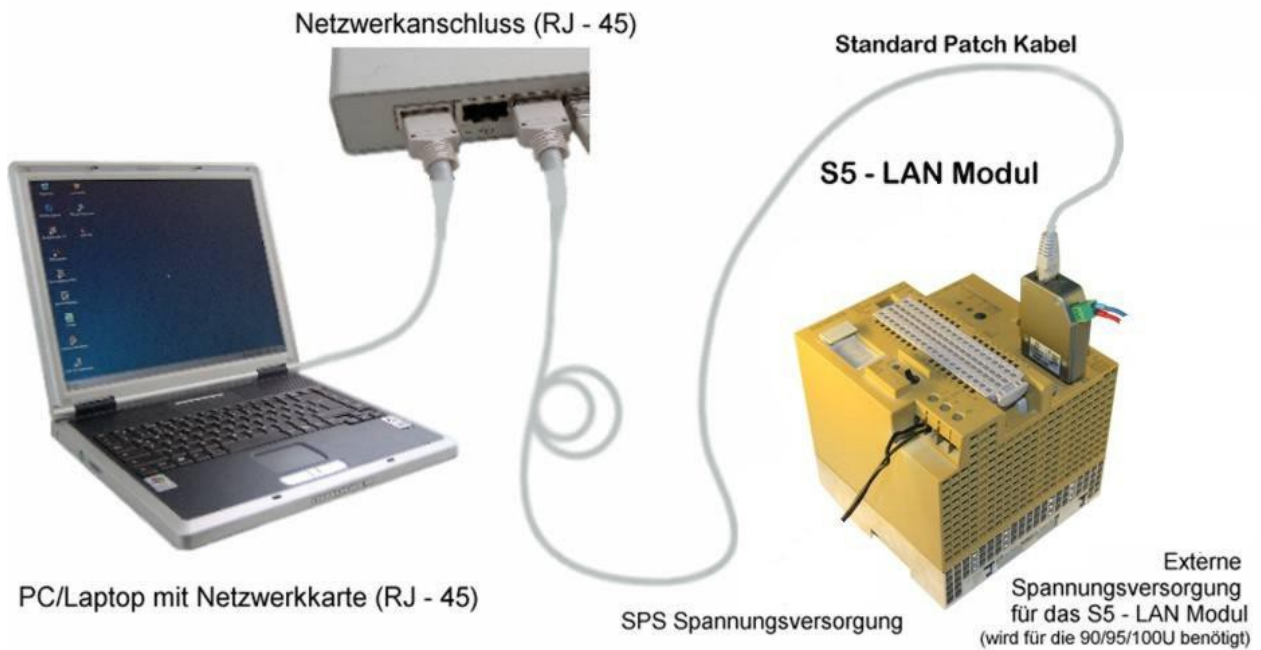 Netzwerkanschluss (RJ - 45)
Standard Patch Kabel
S5 - LAN Modul
PC/Laptop mit Netzwerkkarte (RJ - 45)
SPS Spannungsversorgung
Externe
Spannungsversorgung
für das S5 - LAN Modul
(wird für die 90/95/100U benötigt)